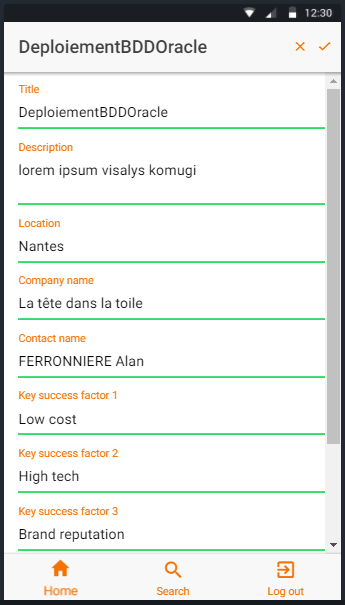 12:30
DeploiementBDDOracle
Title
DeploiementBDDOracle
Description
lorem ipsum visalys komugi
Location
Nantes
Company name
La tête dans la toile
Contact name
FERRONNIERE Alan
Key success factor 1
Low cost
Key success factor 2
High tech
Key success factor 3
Brand reputation
Home Search Log out